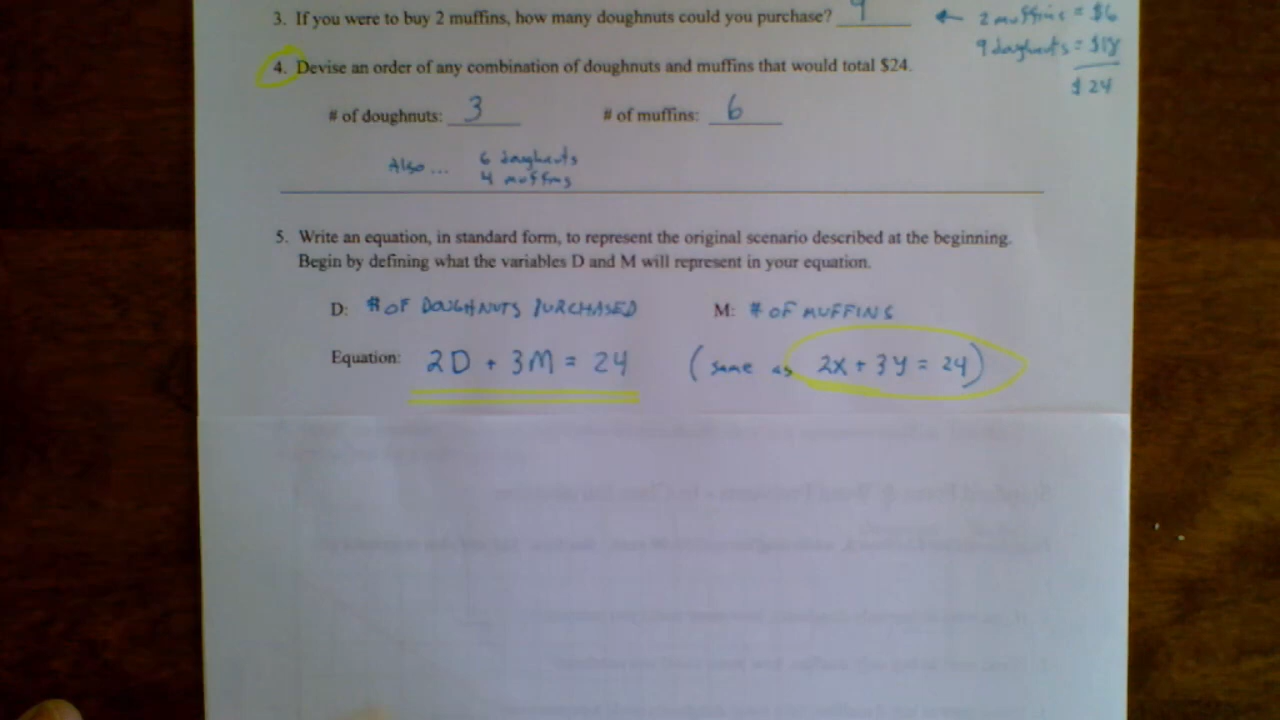 3. If you were to buy 2 muffins, how many doughnuts could you purchase? 9
← 2 muffins = $6
9 doughnuts = $18
$24
4. Devise an order of any combination of doughnuts and muffins that would total $24.
# of doughnuts: 3 # of muffins: 6
Also... 6 doughnuts
4 muffins
5. Write an equation, in standard form, to represent the original scenario described at the beginning.
Begin by defining what the variables D and M will represent in your equation.
D: # OF DOUGHNUTS PURCHASED M: # OF MUFFINS
Equation: 2D + 3M = 24 (same as 2x + 3y = 24)